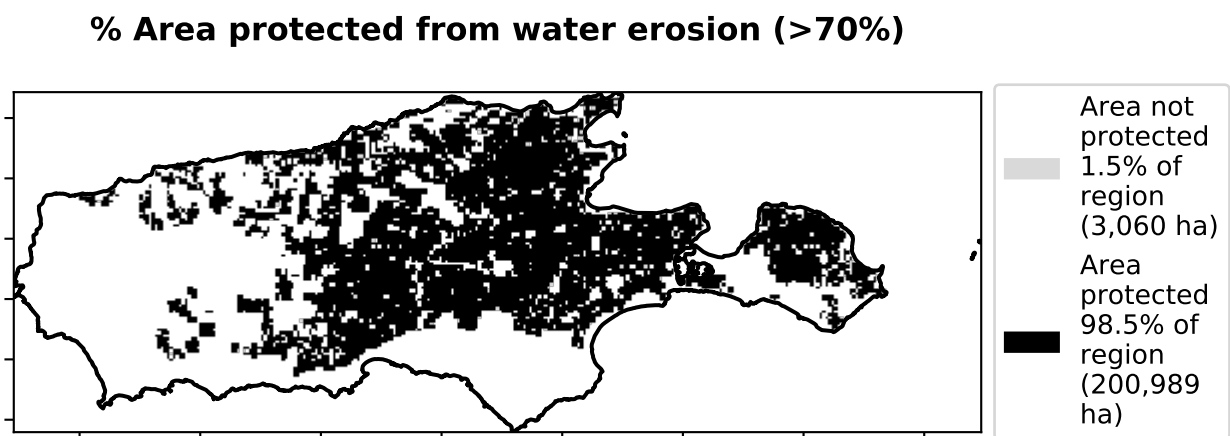 % Area protected from water erosion (>70%)
Area not
protected
1.5% of
region
(3,060 ha)
Area
protected
98.5% of
region
(200,989
ha)